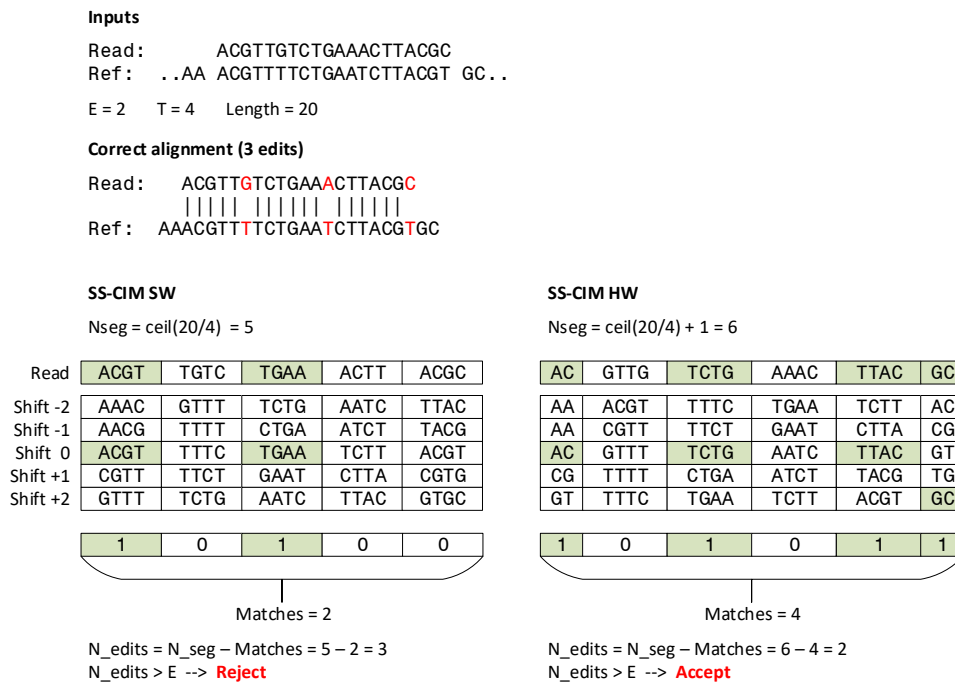 Inputs
Read: ACGTTGTCTGAAACTTACGC
Ref: ..AA ACGTTTTCTGAATCTTACGT GC..
E = 2 T = 4 Length = 20
Correct alignment (3 edits)
Read: ACGTTGTCTGAAACTTACGC
||||| |||||| ||||||
Ref: AAACGTTTTCTGAATCTTACGTGC
SS-CIM SW
Nseg = ceil(20/4) = 5
Read ACGT TGTC TGAA ACTT ACGC
Shift -2 AAAC GTTT TCTG AATC TTAC
Shift -1 AACG TTTT CTGA ATCT TACG
Shift 0 ACGT TTTC TGAA TCTT ACGT
Shift +1 CGTT TTCT GAAT CTTA CGTG
Shift +2 GTTT TCTG AATC TTAC GTGC
1 0 1 0 0
Matches = 2
N_edits = N_seg – Matches = 5 – 2 = 3
N_edits > E --> Reject
SS-CIM HW
Nseg = ceil(20/4) + 1 = 6
AC GTTG TCTG AAAC TTAC GC
AA ACGT TTTC TGAA TCTT AC
AA CGTT TTCT GAAT CTTA CG
AC GTTT TCTG AATC TTAC GT
CG TTTT CTGA ATCT TACG TG
GT TTTC TGAA TCTT ACGT GC
1 0 1 0 1 1
Matches = 4
N_edits = N_seg – Matches = 6 – 4 = 2
N_edits > E --> Accept